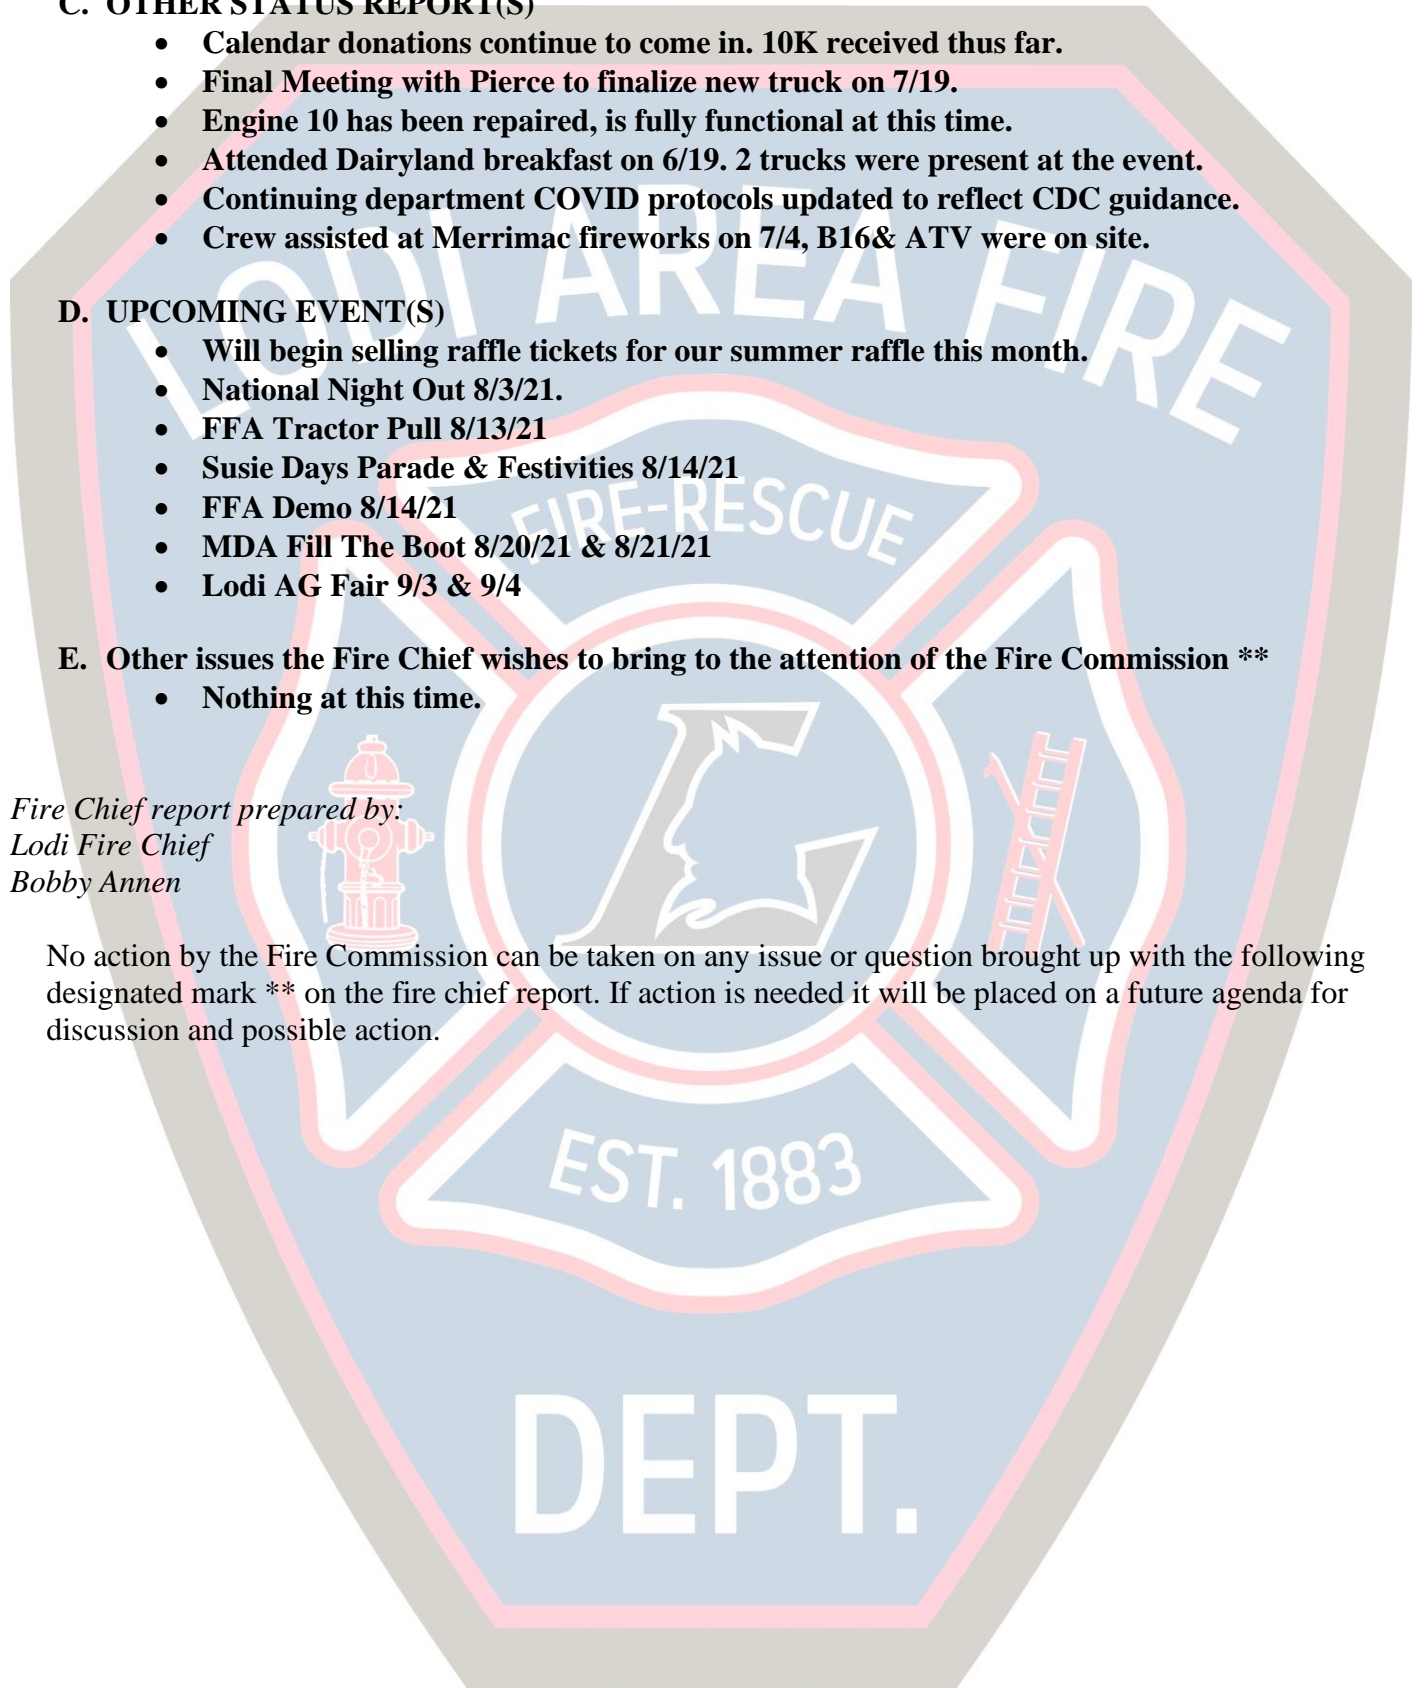 C. OTHER STATUS REPORT(S)
• Calendar donations continue to come in. 10K received thus far.
• Final Meeting with Pierce to finalize new truck on 7/19.
• Engine 10 has been repaired, is fully functional at this time.
• Attended Dairyland breakfast on 6/19. 2 trucks were present at the event.
• Continuing department COVID protocols updated to reflect CDC guidance.
• Crew assisted at Merrimac fireworks on 7/4, B16& ATV were on site.
D. UPCOMING EVENT(S)
• Will begin selling raffle tickets for our summer raffle this month.
• National Night Out 8/3/21.
• FFA Tractor Pull 8/13/21
• Susie Days Parade & Festivities 8/14/21
• FFA Demo 8/14/21
• MDA Fill The Boot 8/20/21 & 8/21/21
• Lodi AG Fair 9/3 & 9/4
E. Other issues the Fire Chief wishes to bring to the attention of the Fire Commission **
• Nothing at this time.
Fire Chief report prepared by:
Lodi Fire Chief
Bobby Annen
No action by the Fire Commission can be taken on any issue or question brought up with the following
designated mark ** on the fire chief report. If action is needed it will be placed on a future agenda for
discussion and possible action.
LODI AREA FIRE
FIRE-RESCUE
L
EST. 1883
DEPT.